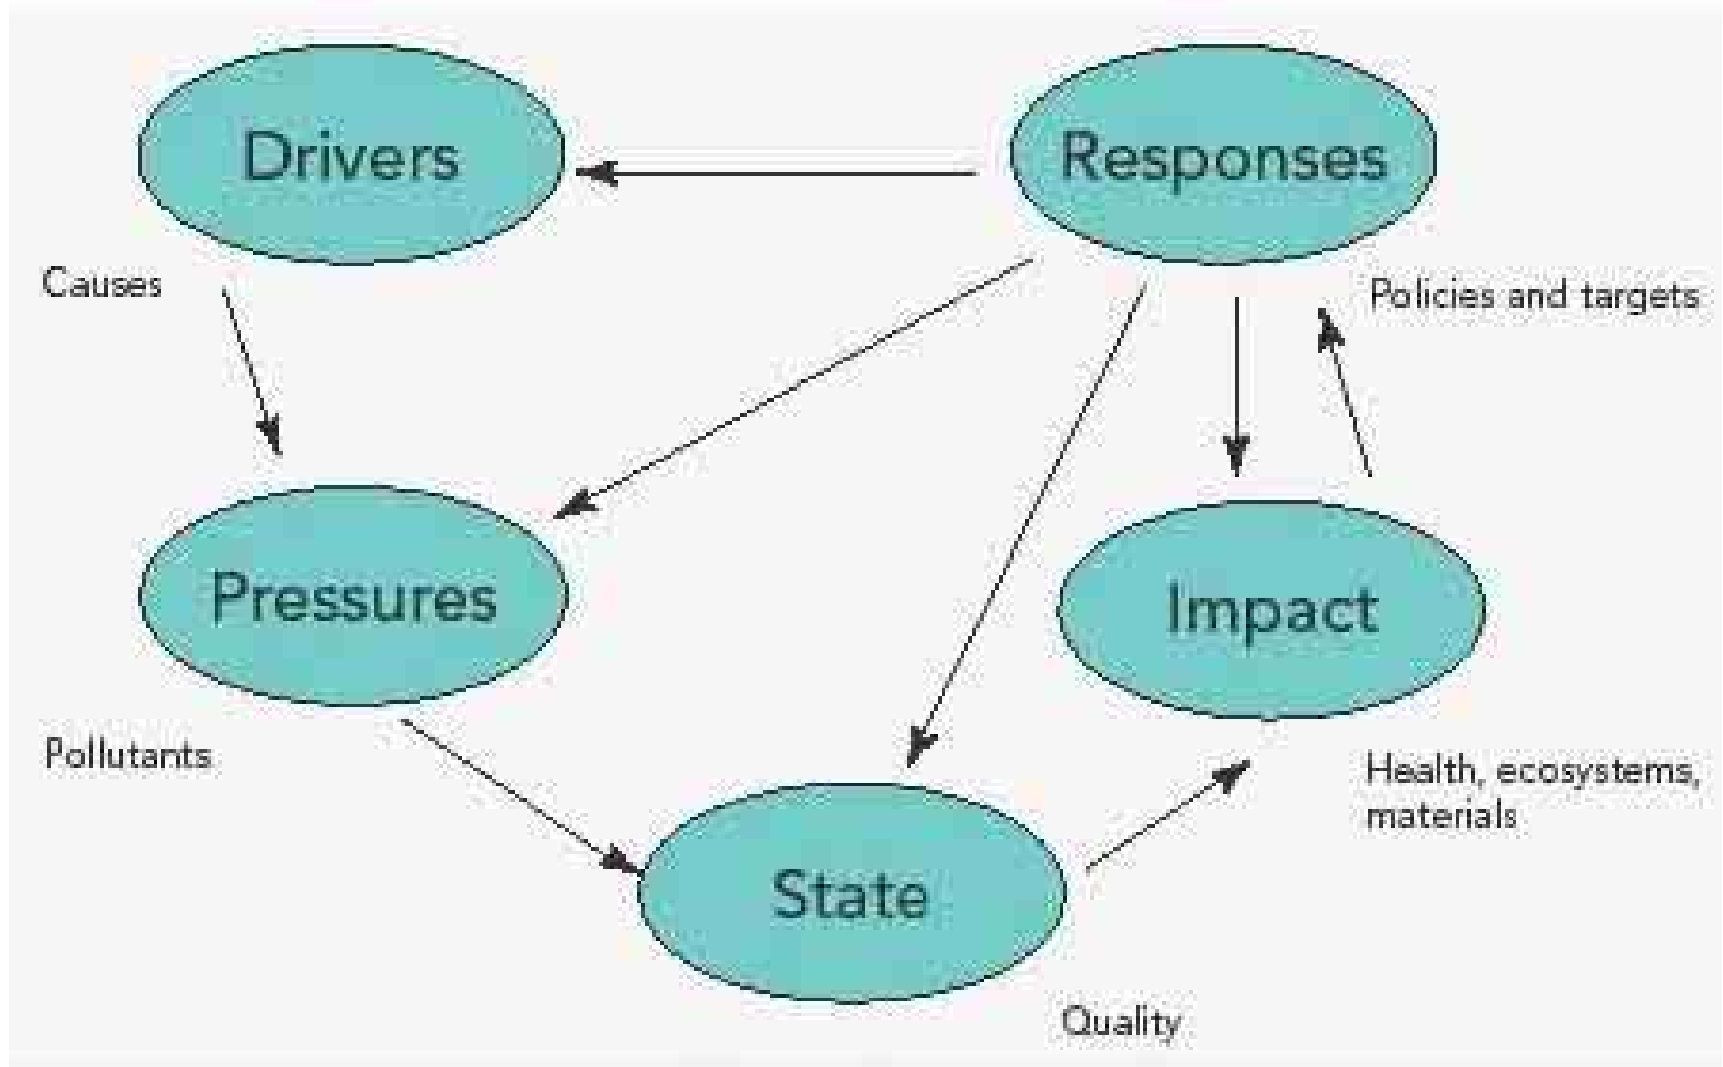 Drivers
Responses
Causes
Policies and targets
Pressures
Impact
Pollutants
Health, ecosystems,
materials
State
Quality